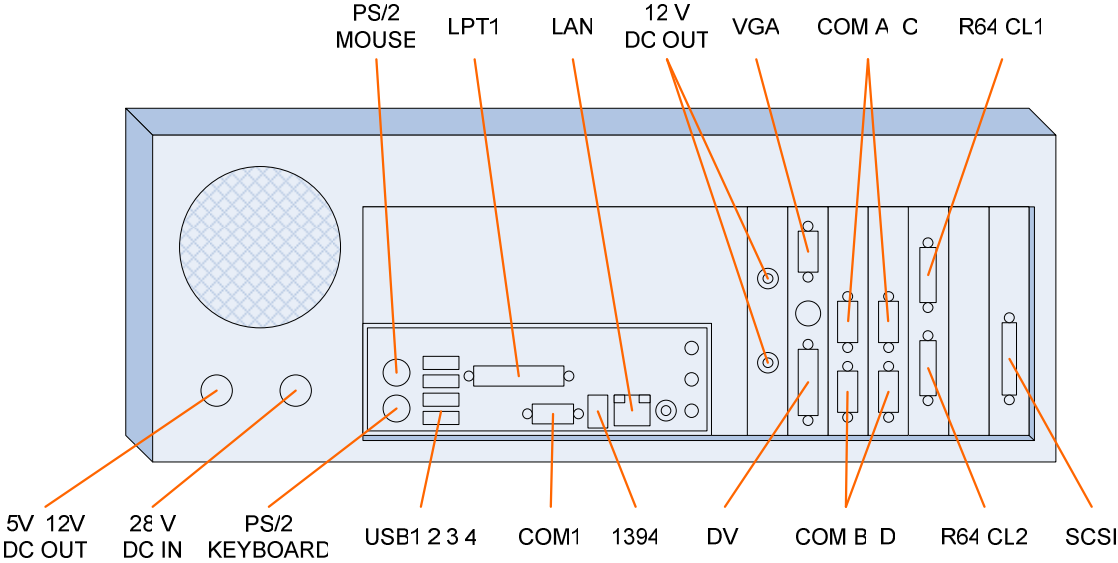 PS/2
MOUSE
LPT1
LAN
12 V
DC OUT
VGA
COM A C
R64 CL1
5V 12V
DC OUT
28 V
DC IN
PS/2
KEYBOARD
USB1 2 3 4
COM1
1394
DV
COM B D
R64 CL2
SCSI